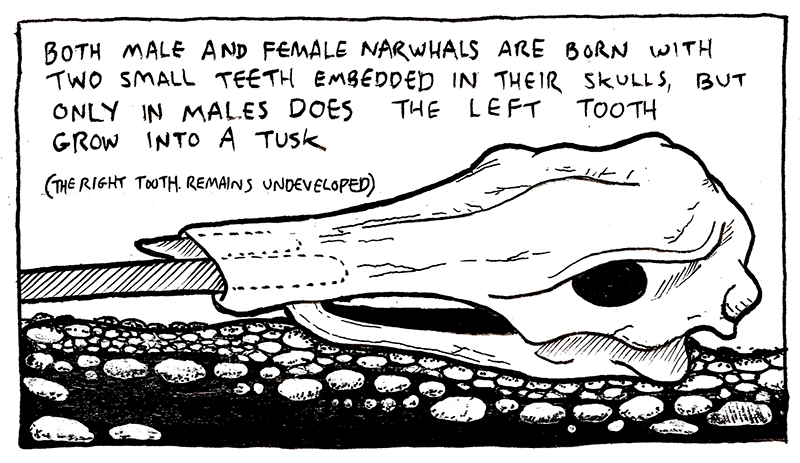 BOTH MALE AND FEMALE NARWHALS ARE BORN WITH
TWO SMALL TEETH EMBEDDED IN THEIR SKULLS, BUT
ONLY IN MALES DOES THE LEFT TOOTH
GROW INTO A TUSK
(THE RIGHT TOOTH. REMAINS UNDEVELOPED)